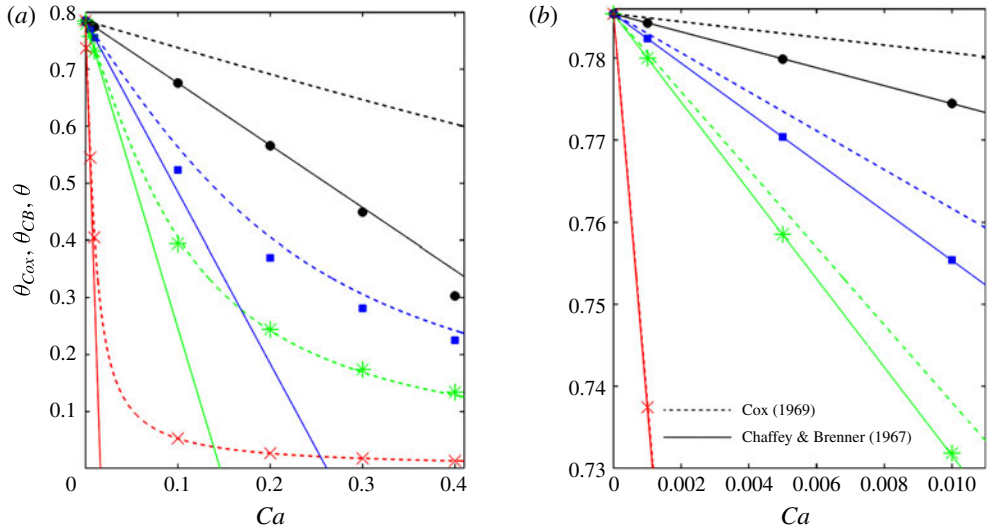 (a)
0.8
0.7
0.6
0.5
0.4
0.3
0.2
0.1
θCox, θCB, θ
0 0.1 0.2 0.3 0.4
Ca
(b)
0.78
0.77
0.76
0.75
0.74
0.73
Cox (1969)
Chaffey & Brenner (1967)
0 0.002 0.004 0.006 0.008 0.010
Ca